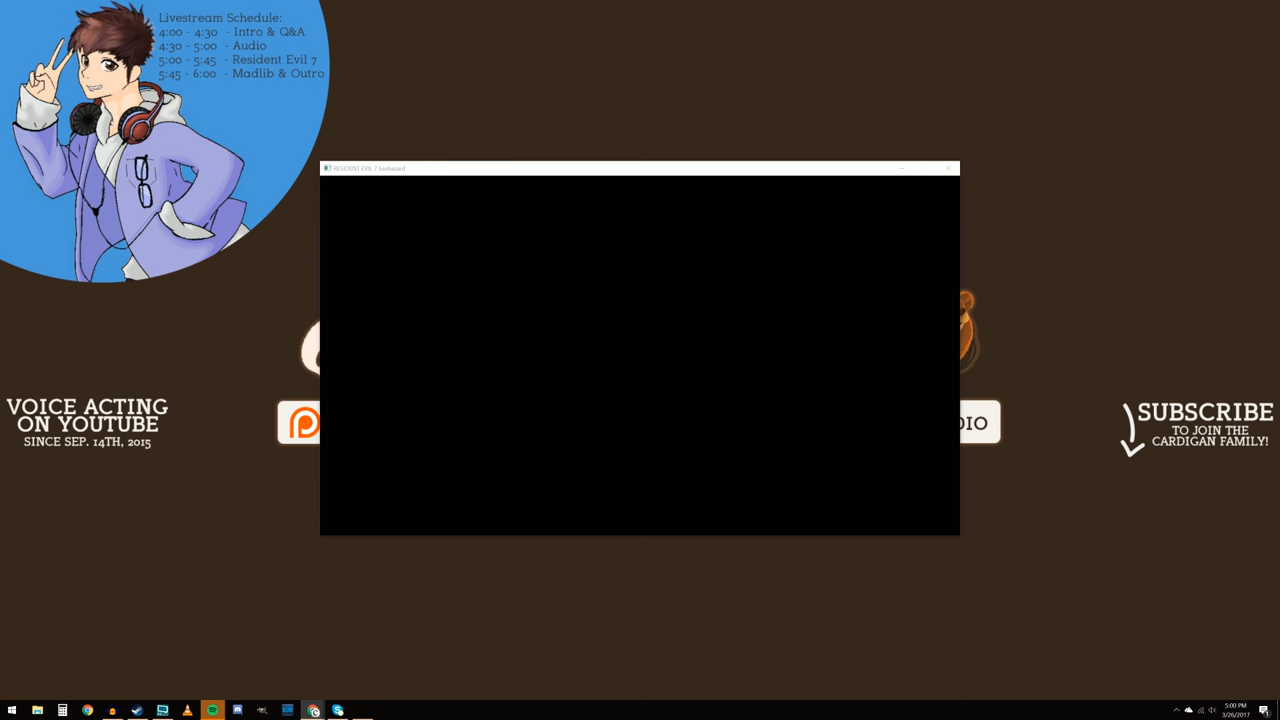 Livestream Schedule:
4:00 - 4:30 - Intro & Q&A
4:30 - 5:00 - Audio
5:00 - 5:45 - Resident Evil 7
5:45 - 6:00 - Madlib & Outro
RESIDENT EVIL 7 biohazard
VOICE ACTING
ON YOUTUBE
SINCE SEP. 14TH, 2015
DIO
SUBSCRIBE
TO JOIN THE
CARDIGAN FAMILY!
5:00 PM
3/26/2017